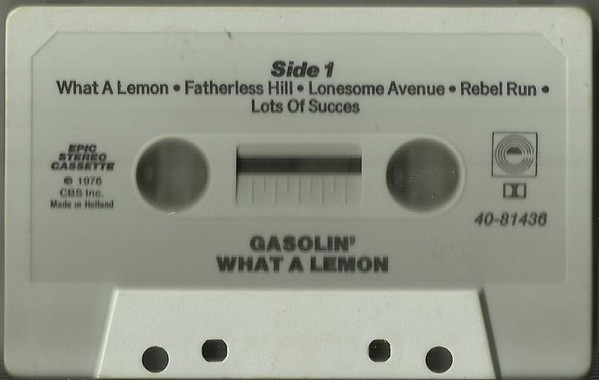 Side 1
What A Lemon • Fatherless Hill • Lonesome Avenue • Rebel Run •
Lots Of Succes
EPIC
STEREO
CASSETTE
℗ 1976
CBS Inc.
Made in Holland
40-81436
GASOLIN'
WHAT A LEMON